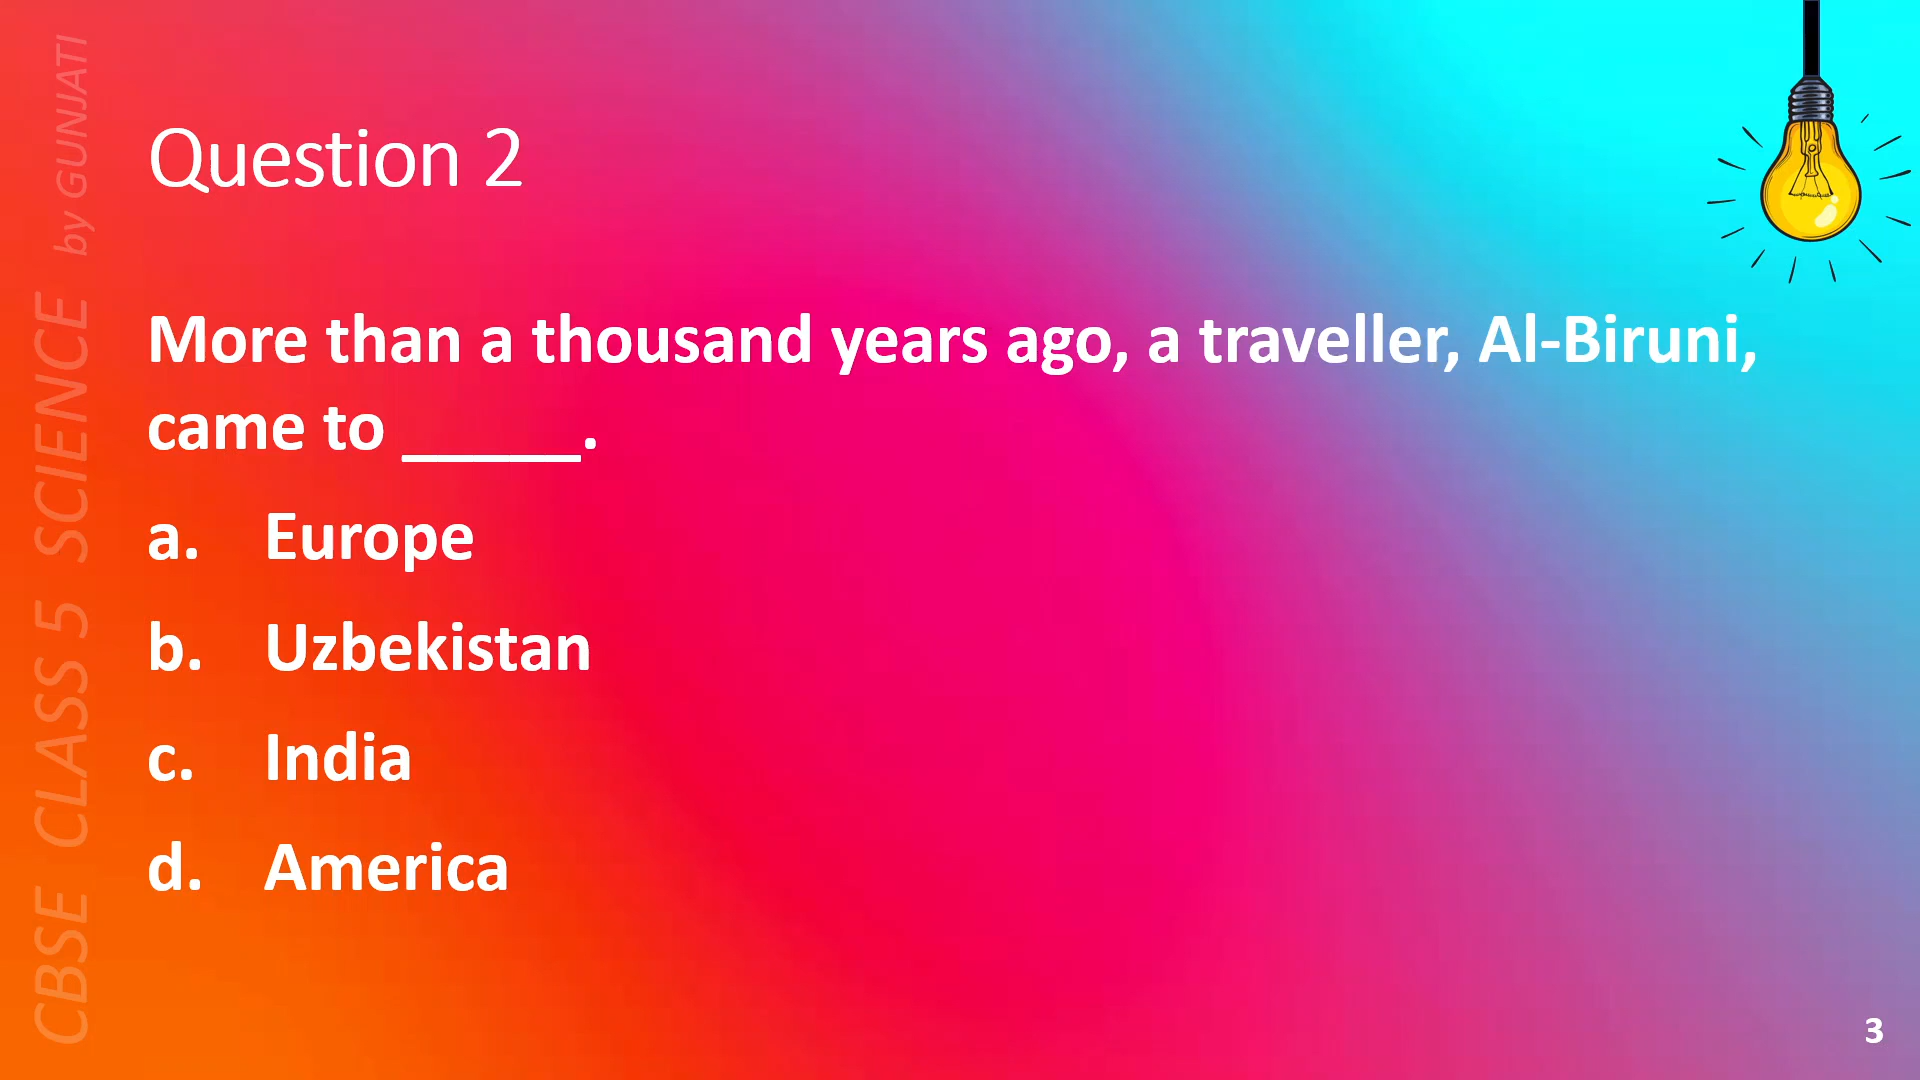 Question 2
More than a thousand years ago, a traveller, Al-Biruni,
came to _____.
a. Europe
b. Uzbekistan
c. India
d. America
CBSE CLASS 5 SCIENCE by GUNJATI
3